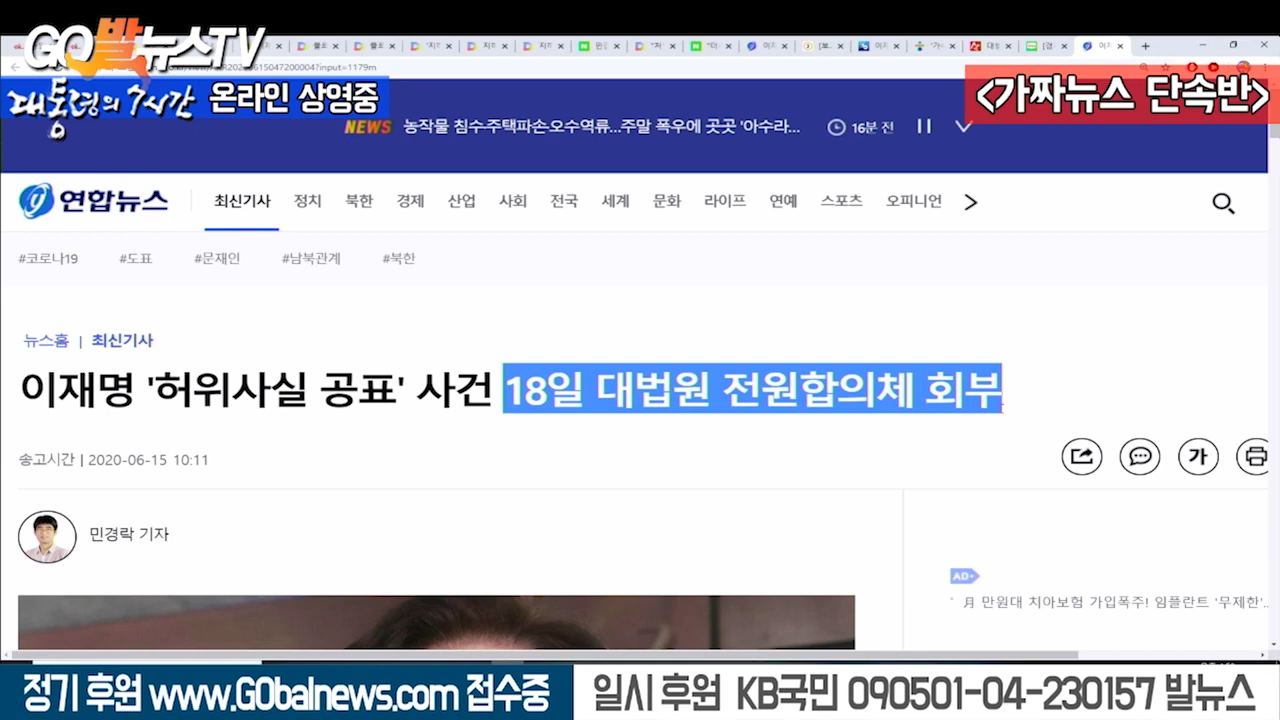 GO발뉴스TV
대통령의 7시간 온라인 상영중
<가짜뉴스 단속반>
NEWS 농작물 침수·주택파손·오수역류...주말 폭우에 곳곳 '아수라... 16분 전
연합뉴스
최신기사 정치 북한 경제 산업 사회 전국 세계 문화 라이프 연예 스포츠 오피니언
#코로나19 #도표 #문재인 #남북관계 #북한
뉴스홈 | 최신기사
이재명 '허위사실 공표' 사건 18일 대법원 전원합의체 회부
송고시간 | 2020-06-15 10:11
가
민경락 기자
AD
月 만원대 치아보험 가입폭주! 임플란트 '무제한'..
정기 후원 www.GObalnews.com 접수중
일시 후원 KB국민 090501-04-230157 발뉴스